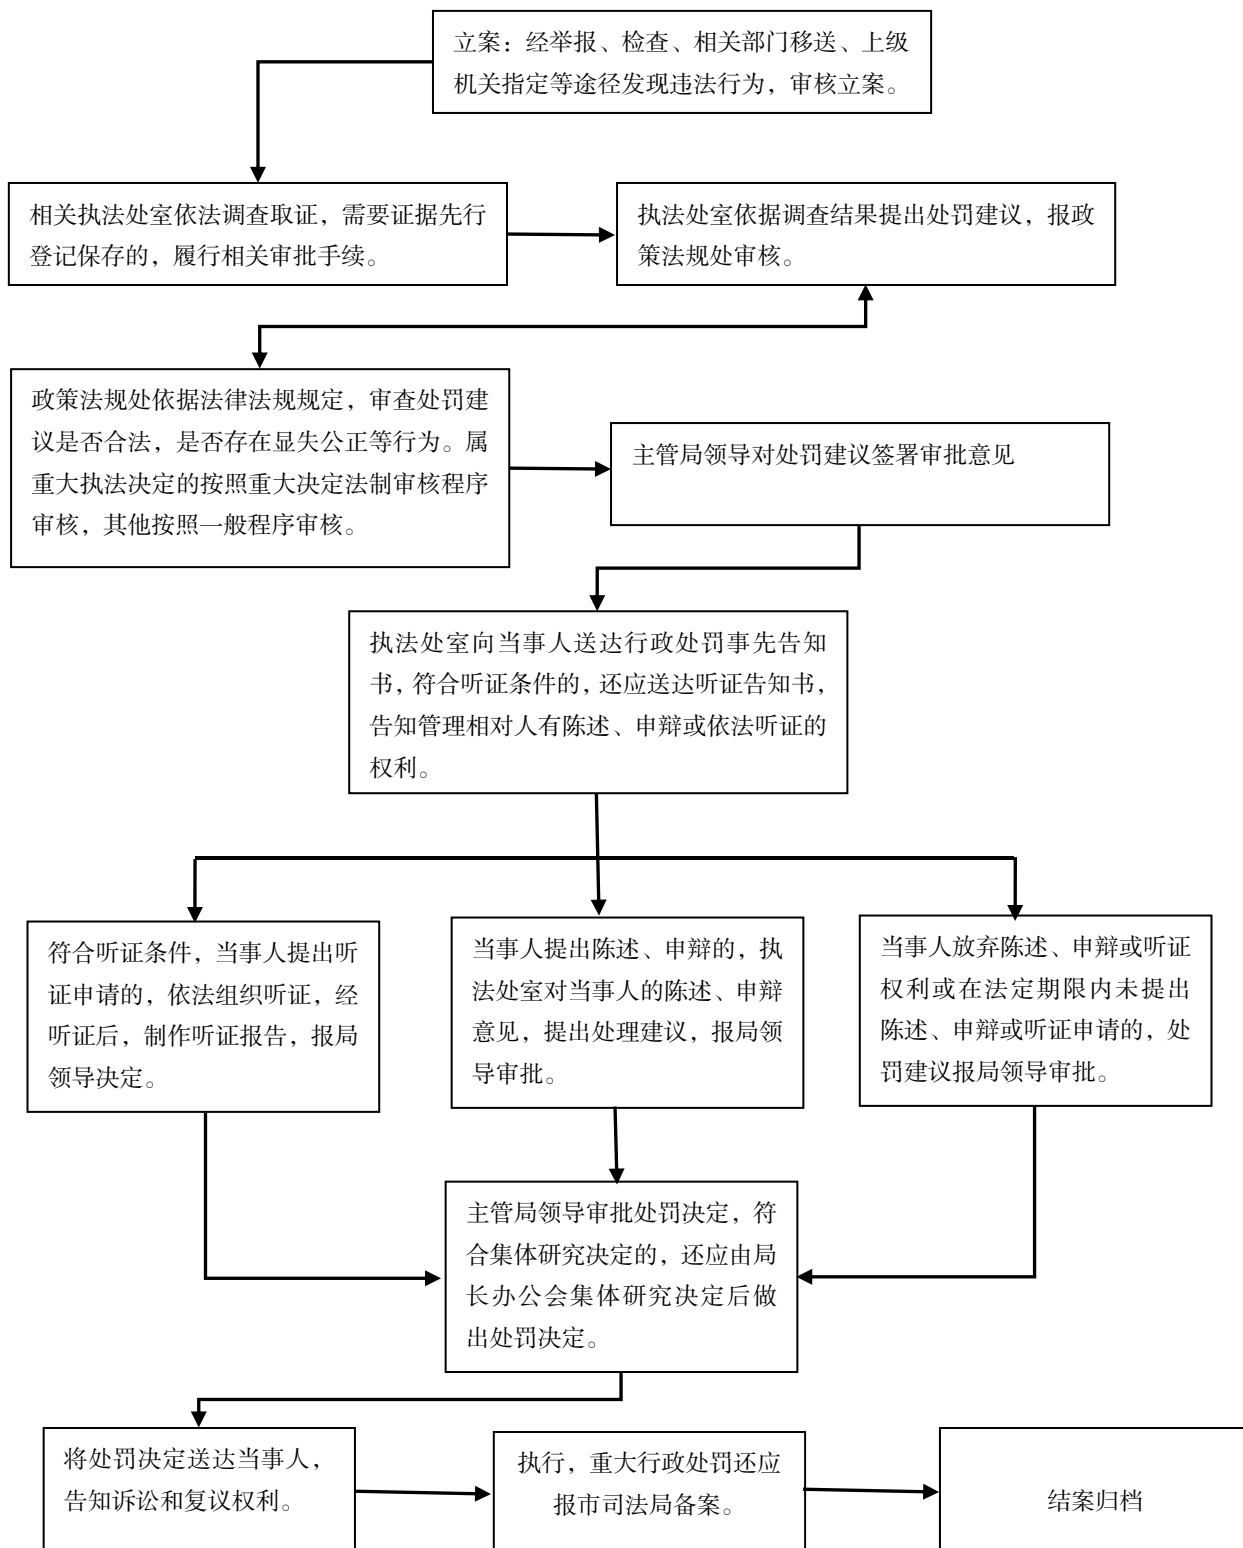 立案：经举报、检查、相关部门移送、上级
机关指定等途径发现违法行为，审核立案。
相关执法处室依法调查取证，需要证据先行
登记保存的，履行相关审批手续。
执法处室依据调查结果提出处罚建议，报政
策法规处审核。
政策法规处依据法律法规规定，审查处罚建
议是否合法，是否存在显失公正等行为。属
重大执法决定的按照重大决定法制审核程序
审核，其他按照一般程序审核。
主管局领导对处罚建议签署审批意见
执法处室向当事人送达行政处罚事先告知
书，符合听证条件的，还应送达听证告知书，
告知管理相对人有陈述、申辩或依法听证的
权利。
符合听证条件，当事人提出听
证申请的，依法组织听证，经
听证后，制作听证报告，报局
领导决定。
当事人提出陈述、申辩的，执
法处室对当事人的陈述、申辩
意见，提出处理建议，报局领
导审批。
当事人放弃陈述、申辩或听证
权利或在法定期限内未提出
陈述、申辩或听证申请的，处
罚建议报局领导审批。
主管局领导审批处罚决定，符
合集体研究决定的，还应由局
长办公会集体研究决定后做
出处罚决定。
将处罚决定送达当事人，
告知诉讼和复议权利。
执行，重大行政处罚还应
报市司法局备案。
结案归档